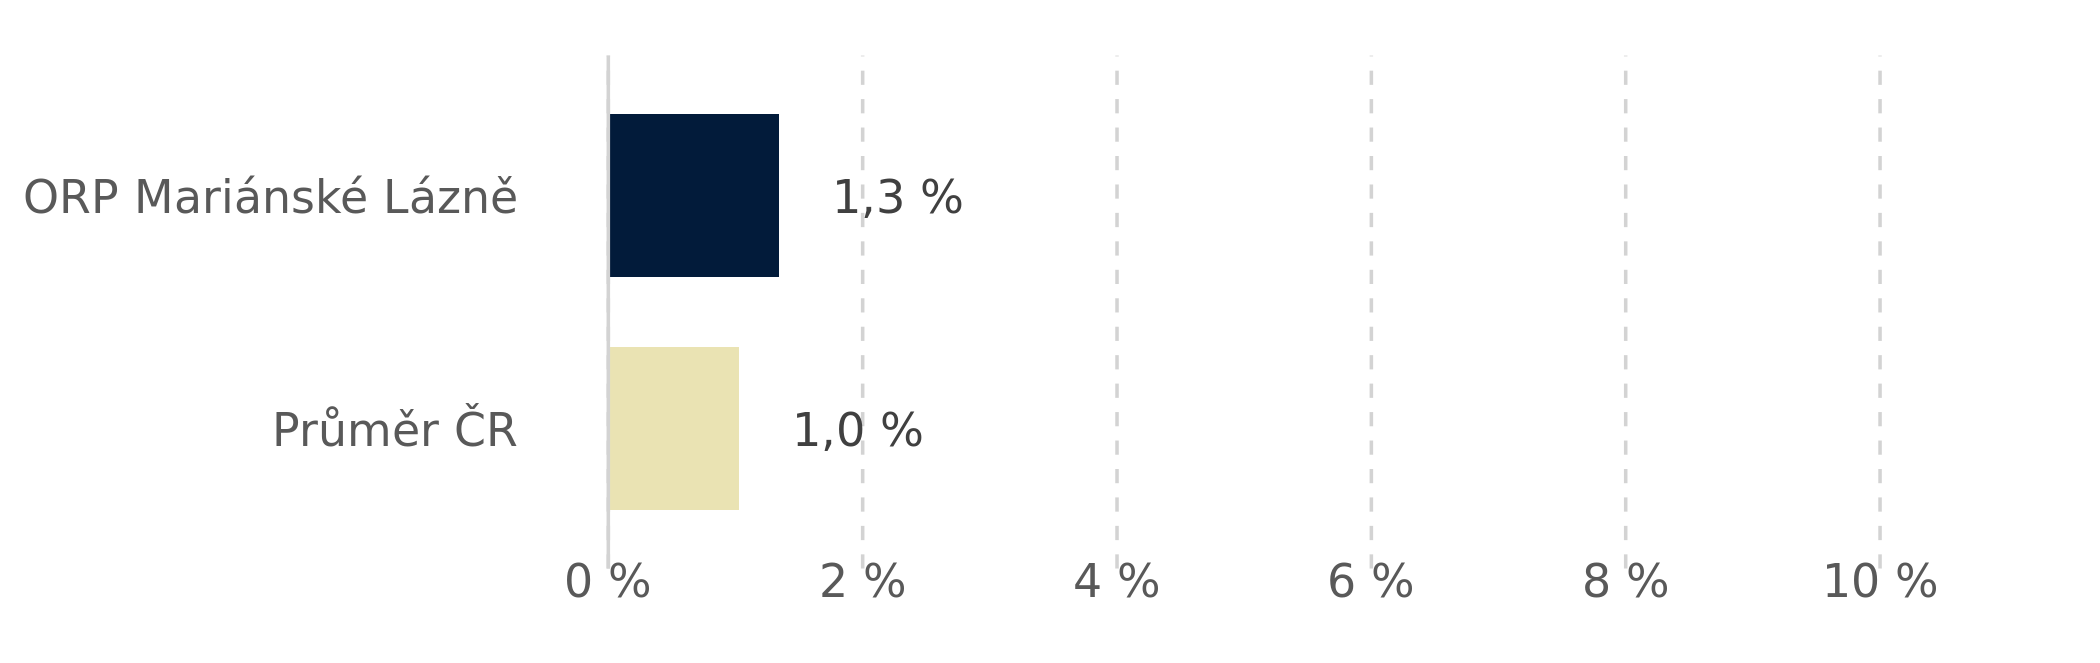 ORP Mariánské Lázně 1,3 %
Průměr ČR 1,0 %
0 % 2 % 4 % 6 % 8 % 10 %